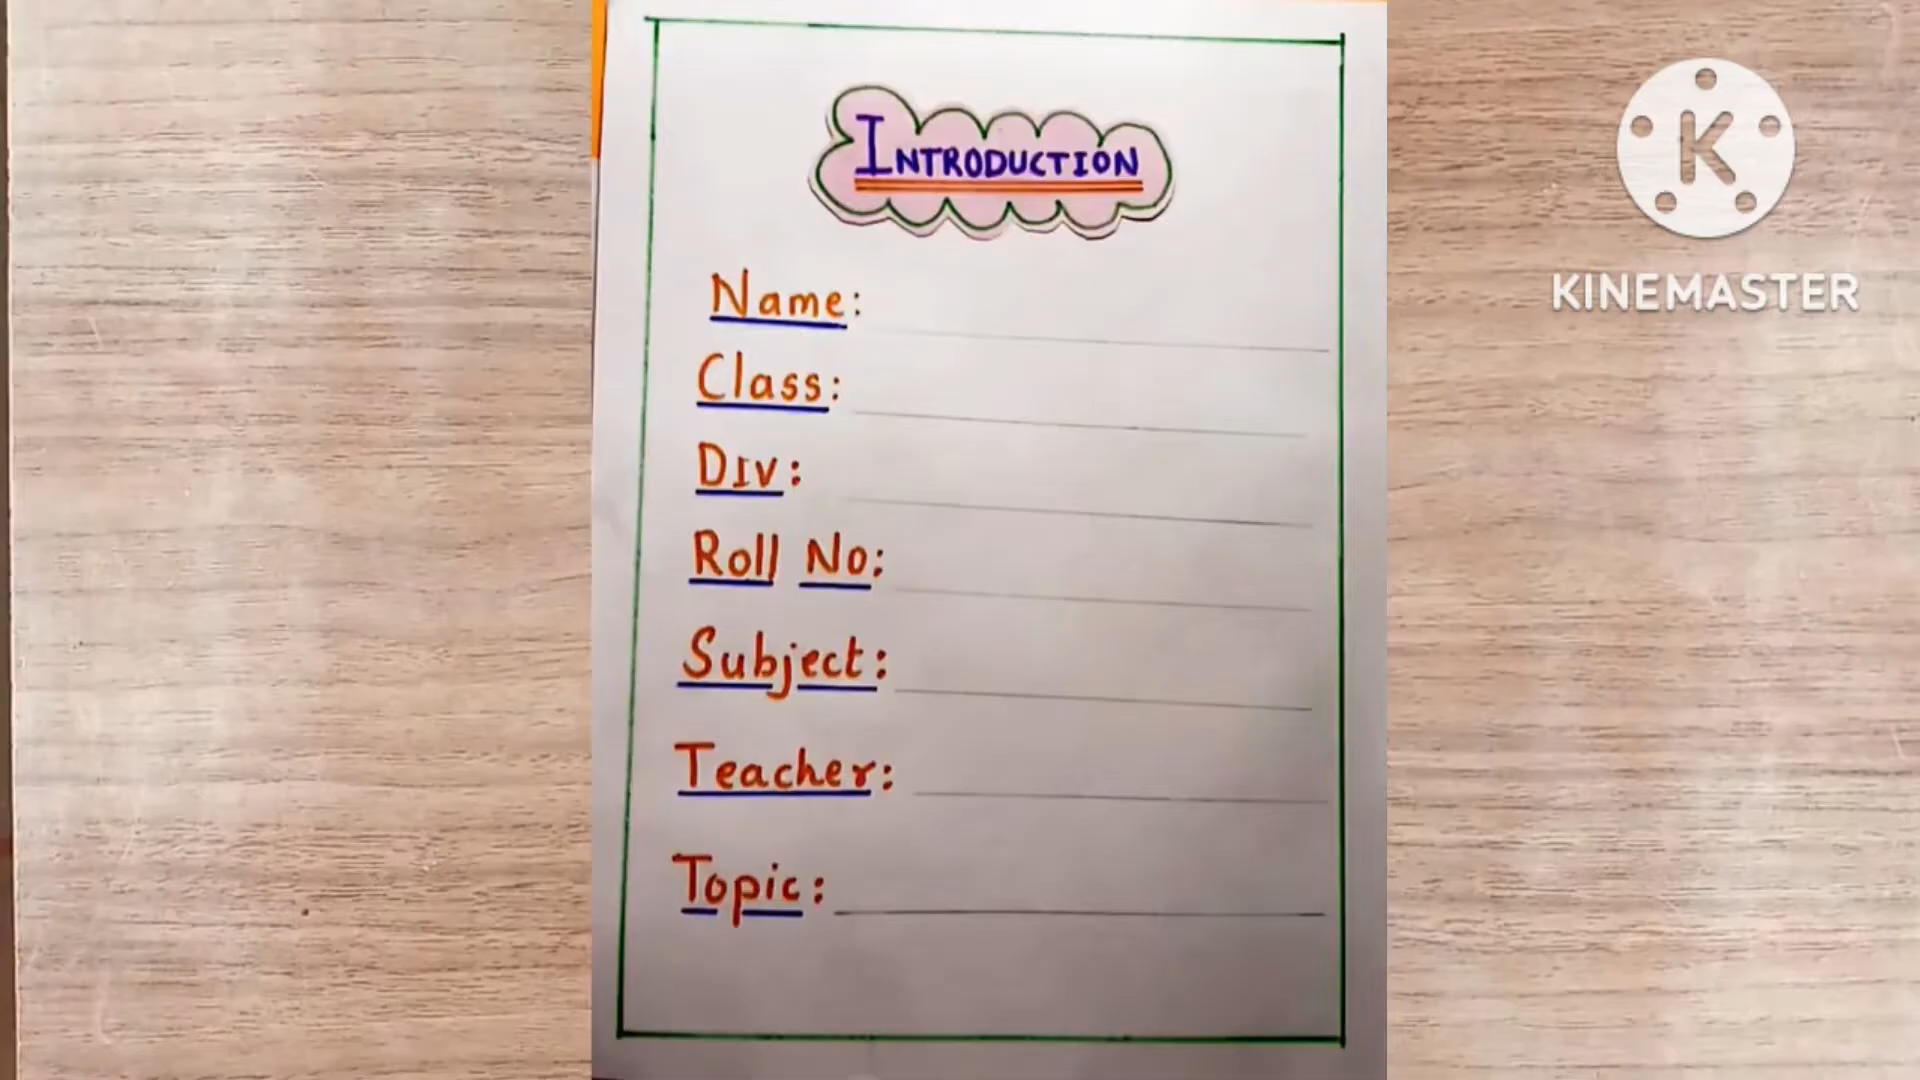 INTRODUCTION
Name:
Class:
DIV:
Roll No:
Subject:
Teacher:
Topic:
K
KINEMASTER